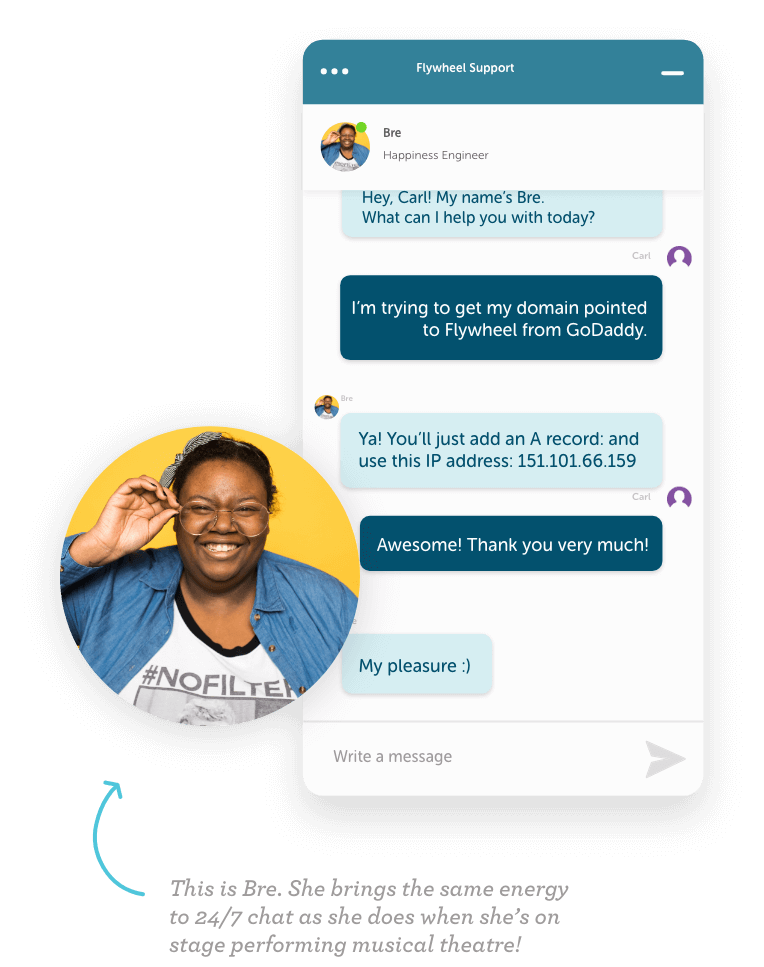 Flywheel Support
Bre
Happiness Engineer
Hey, Carl! My name's Bre.
What can I help you with today?
Carl
I'm trying to get my domain pointed
to Flywheel from GoDaddy.
Bre
Ya! You'll just add an A record: and
use this IP address: 151.101.66.159
Carl
Awesome! Thank you very much!
e
My pleasure :)
#NOFILTER
Write a message
This is Bre. She brings the same energy
to 24/7 chat as she does when she's on
stage performing musical theatre!